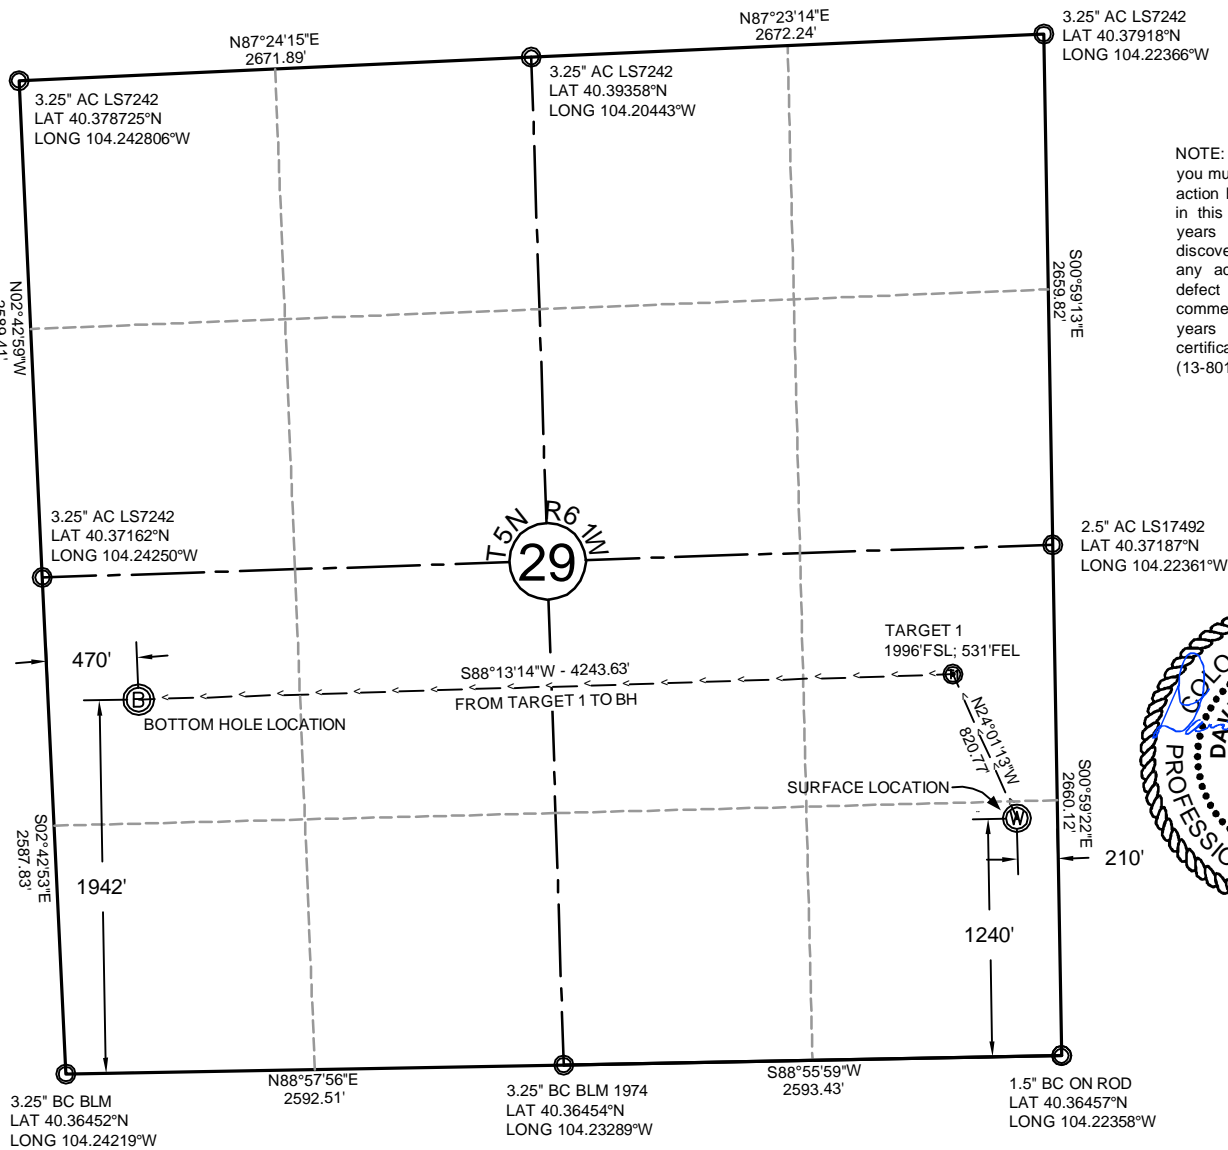 N87°24'15"E
2671.89'
N87°23'14"E
2672.24'
3.25" AC LS7242
LAT 40.37918°N
LONG 104.22366°W
3.25" AC LS7242
LAT 40.39358°N
LONG 104.20443°W
3.25" AC LS7242
LAT 40.378725°N
LONG 104.242806°W
NOTE:
you
action
in this
years
any
defect
years
(13-801
N02°42'59"W
2589.41'
S00°59'13"E
2659.82'
3.25" AC LS7242
LAT 40.37162°N
LONG 104.24250°W
T 5N R6 1W
29
2.5" AC LS17492
LAT 40.37187°N
LONG 104.22361°W
TARGET 1
1996'FSL; 531'FEL
470'
S88°13'14"W - 4243.63'
FROM TARGET 1 TO BH
B
BOTTOM HOLE LOCATION
N24°01'13"W
820.77'
SURFACE LOCATION
W
S00°59'22"E
2660.12'
210'
S02°42'53"E
2587.83'
1942'
1240'
N88°57'56"E
2592.51'
S88°55'59"W
2593.43'
3.25" BC BLM
LAT 40.36452°N
LONG 104.24219°W
3.25" BC BLM 1974
LAT 40.36454°N
LONG 104.23289°W
1.5" BC ON ROD
LAT 40.36457°N
LONG 104.22358°W
COLO
PROFESSIO